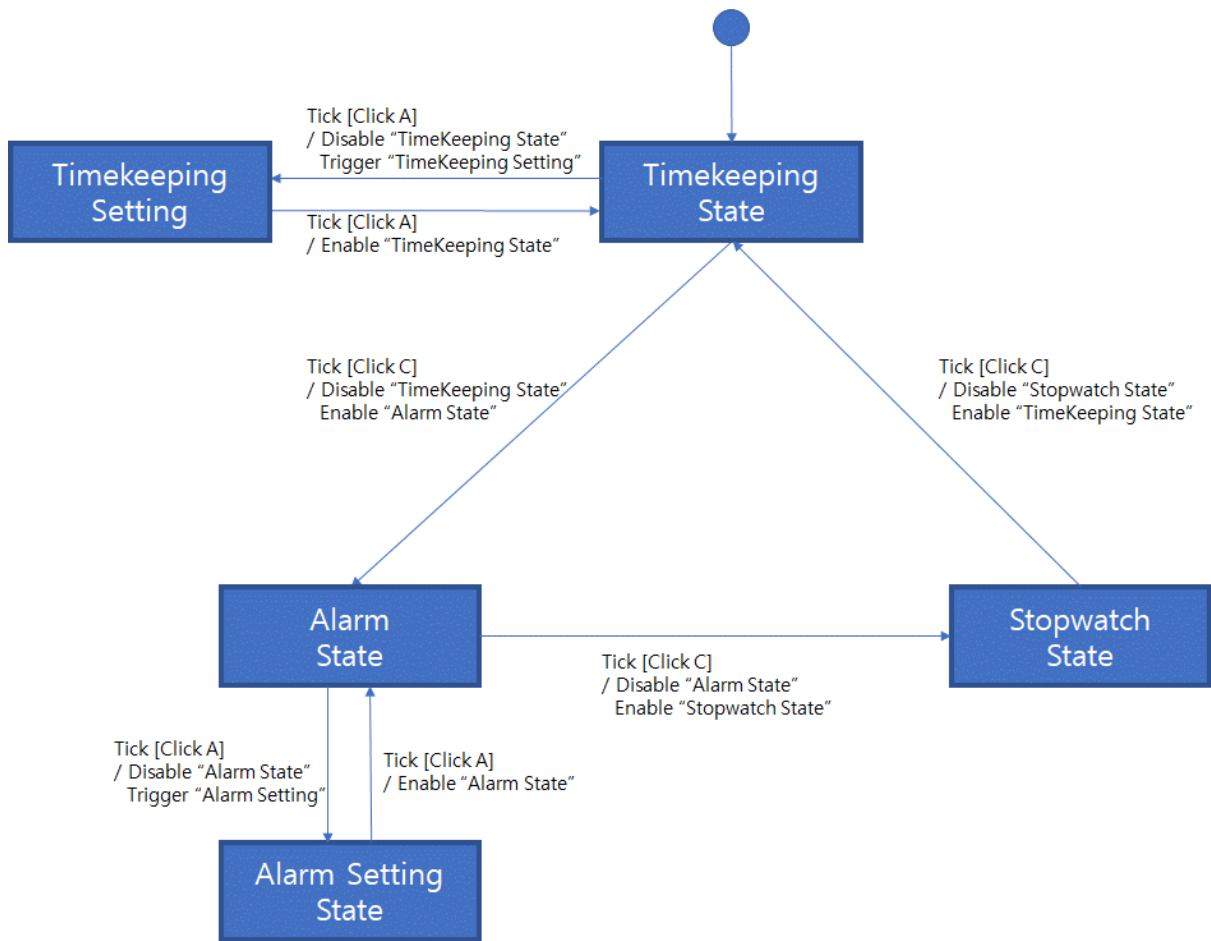 Tick [Click A]
/ Disable “TimeKeeping State”
Trigger “TimeKeeping Setting”
Timekeeping
Setting
Timekeeping
State
Tick [Click A]
/ Enable “TimeKeeping State”
Tick [Click C]
/ Disable “TimeKeeping State”
Enable “Alarm State”
Tick [Click C]
/ Disable “Stopwatch State”
Enable “TimeKeeping State”
Alarm
State
Stopwatch
State
Tick [Click C]
/ Disable “Alarm State”
Enable “Stopwatch State”
Tick [Click A]
/ Disable “Alarm State”
Trigger “Alarm Setting”
Tick [Click A]
/ Enable “Alarm State”
Alarm Setting
State